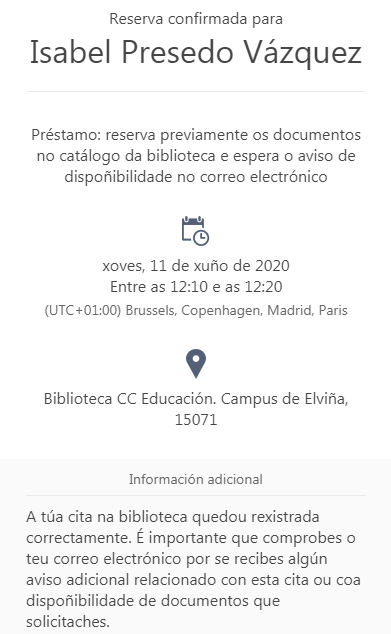 Reserva confirmada para
Isabel Presedo Vázquez
Préstamo: reserva previamente os documentos
no catálogo da biblioteca e espera o aviso de
dispoñibilidade no correo electrónico
xoves, 11 de xuño de 2020
Entre as 12:10 e as 12:20
(UTC+01:00) Brussels, Copenhagen, Madrid, Paris
Biblioteca CC Educación. Campus de Elviña,
15071
Información adicional
A túa cita na biblioteca quedou rexistrada
correctamente. É importante que comprobes o
teu correo electrónico por se recibes algún
aviso adicional relacionado con esta cita ou coa
dispoñibilidade de documentos que
solicitaches.